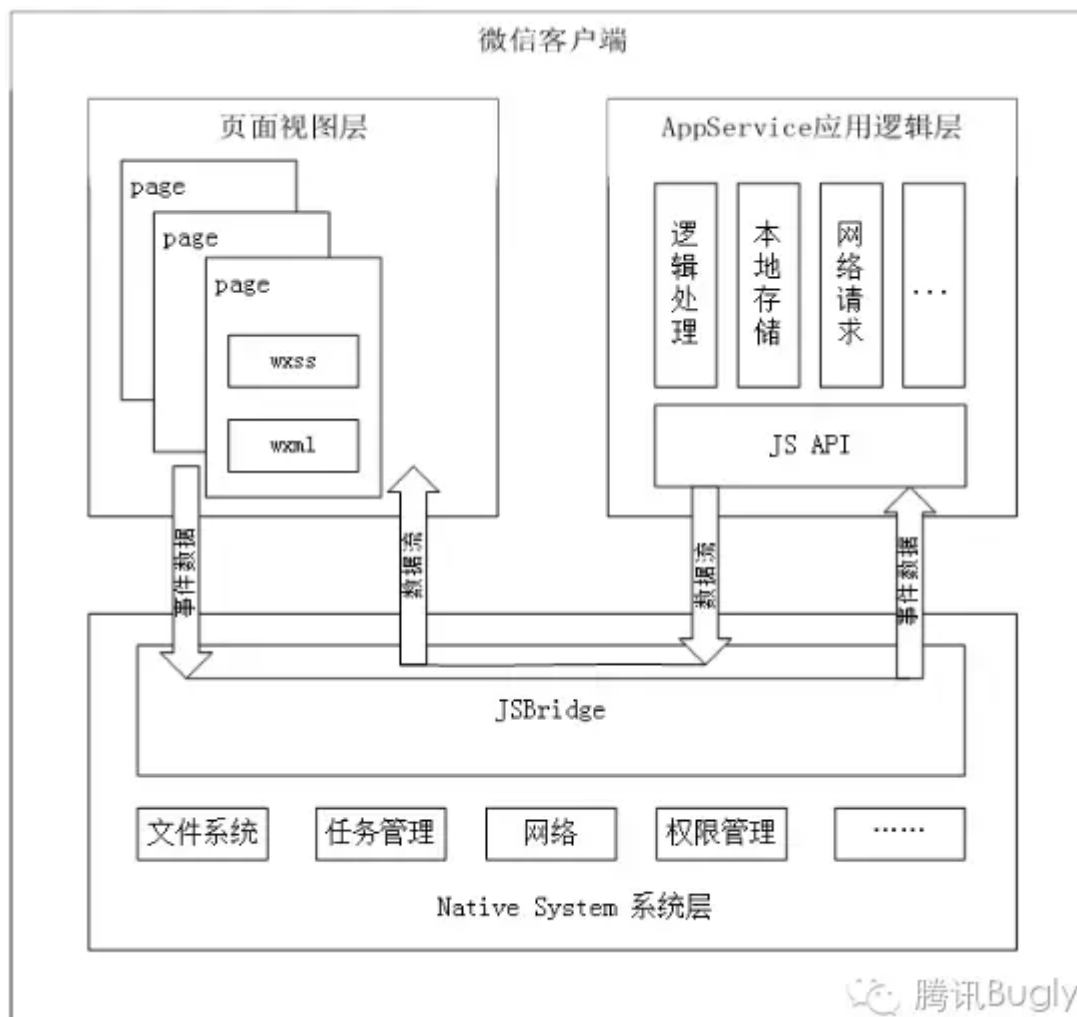 微信客户端
页面视图层
page
page
page
wxss
wxml
AppService应用逻辑层
逻辑处理
本地存储
网络请求
...
JS API
事件数据
数据流
数据流
事件数据
JSBridge
文件系统
任务管理
网络
权限管理
……
Native System 系统层
腾讯Bugly